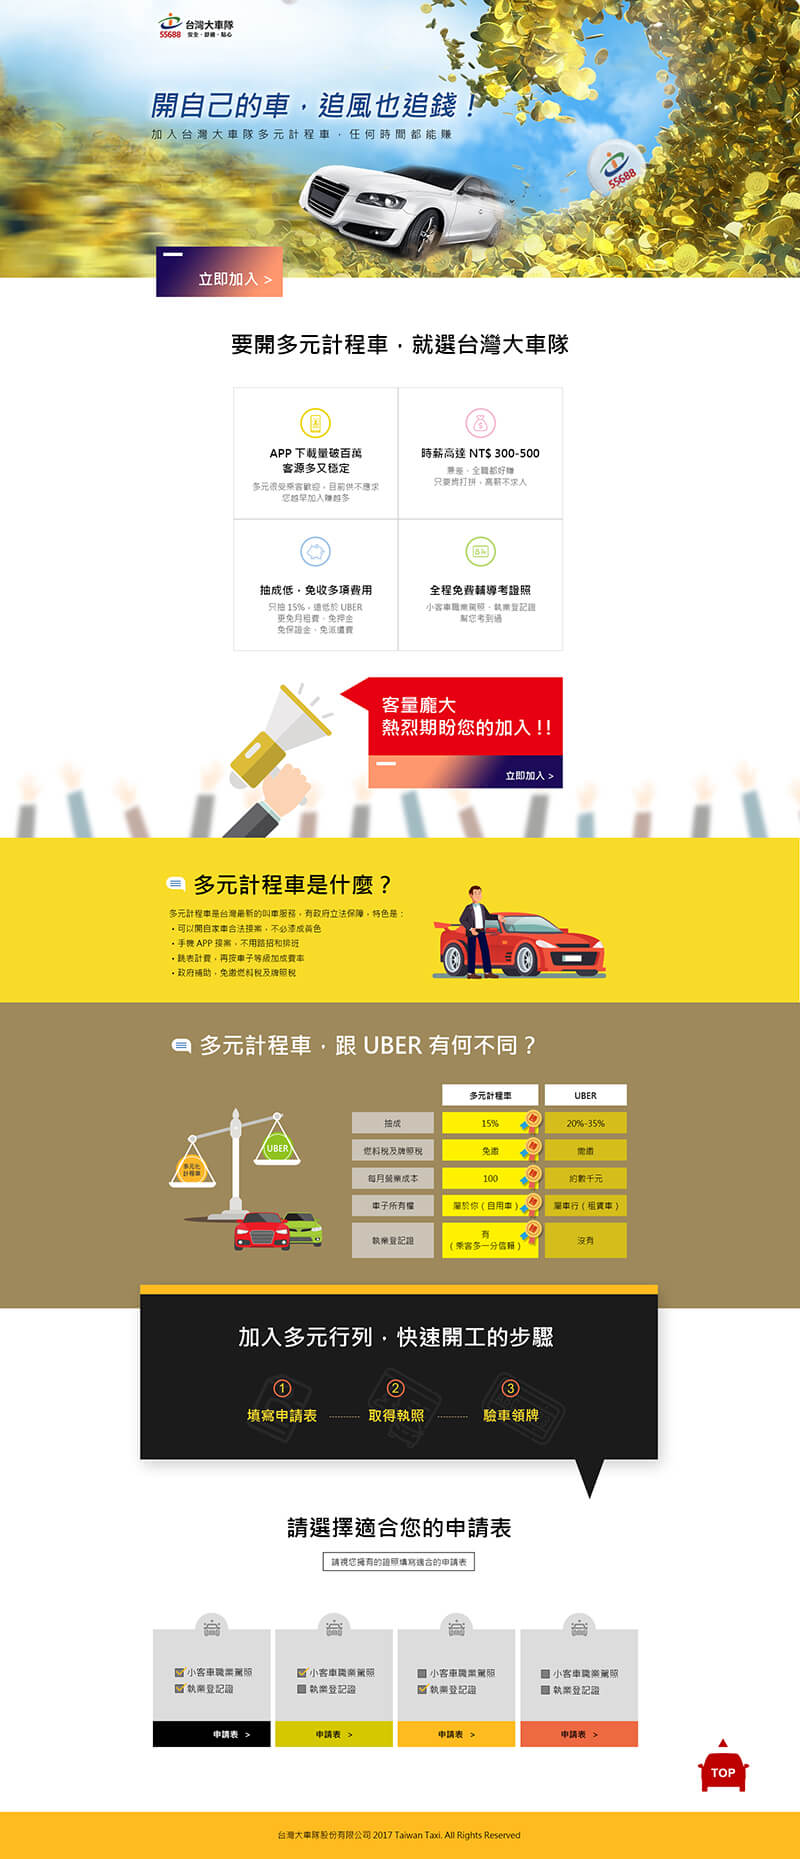 台灣大車隊
55688 安全．舒適．貼心
開自己的車，追風也追錢！
加入台灣大車隊多元計程車，任何時間都能賺
55688
立即加入 >
要開多元計程車，就選台灣大車隊
APP 下載量破百萬
客源多又穩定
多元很受乘客歡迎，目前供不應求
您越早加入賺越多
時薪高達 NT$ 300-500
兼差、全職都好賺
只要肯打拼，高薪不求人
抽成低，免收多項費用
只抽 15%，遠低於 UBER
更免月租費、免押金
免保證金、免派遣費
全程免費輔導考證照
小客車職業駕照、執業登記證
幫您考到過
客量龐大
熱烈期盼您的加入 !!
立即加入 >
多元計程車是什麼？
多元計程車是台灣最新的叫車服務，有政府立法保障，特色是：
・可以開自家車合法接案，不必漆成黃色
・手機 APP 接案，不用路招和排班
・跳表計費，再按車子等級加成費率
・政府補助，免繳燃料稅及牌照稅
多元計程車，跟 UBER 有何不同？
多元計程車 UBER
抽成 15% 20%-35%
燃料稅及牌照稅 免繳 需繳
每月營業成本 100 約數千元
車子所有權 屬於你（自用車） 屬車行（租賃車）
執業登記證 有（乘客多一分信賴） 沒有
UBER
多元化
計程車
加入多元行列，快速開工的步驟
1 2 3
填寫申請表 取得執照 驗車領牌
請選擇適合您的申請表
請視您擁有的證照填寫適合的申請表
小客車職業駕照 小客車職業駕照 小客車職業駕照 小客車職業駕照
執業登記證 執業登記證 執業登記證 執業登記證
申請表 > 申請表 > 申請表 > 申請表 >
TOP
台灣大車隊股份有限公司 2017 Taiwan Taxi. All Rights Reserved